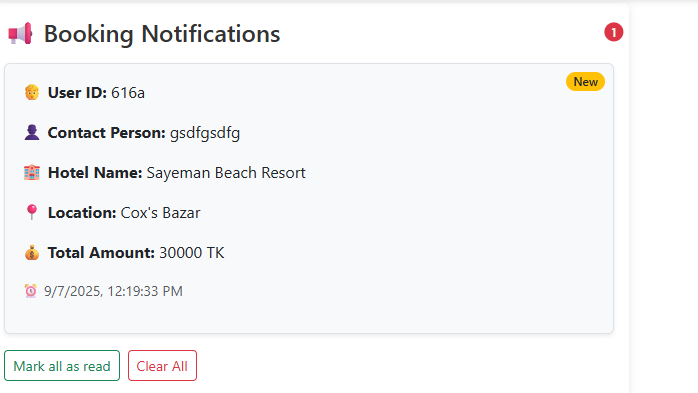 Booking Notifications
1
New
User ID: 616a
Contact Person: gsdfgsdfg
Hotel Name: Sayeman Beach Resort
Location: Cox's Bazar
Total Amount: 30000 TK
9/7/2025, 12:19:33 PM
Mark all as read
Clear All